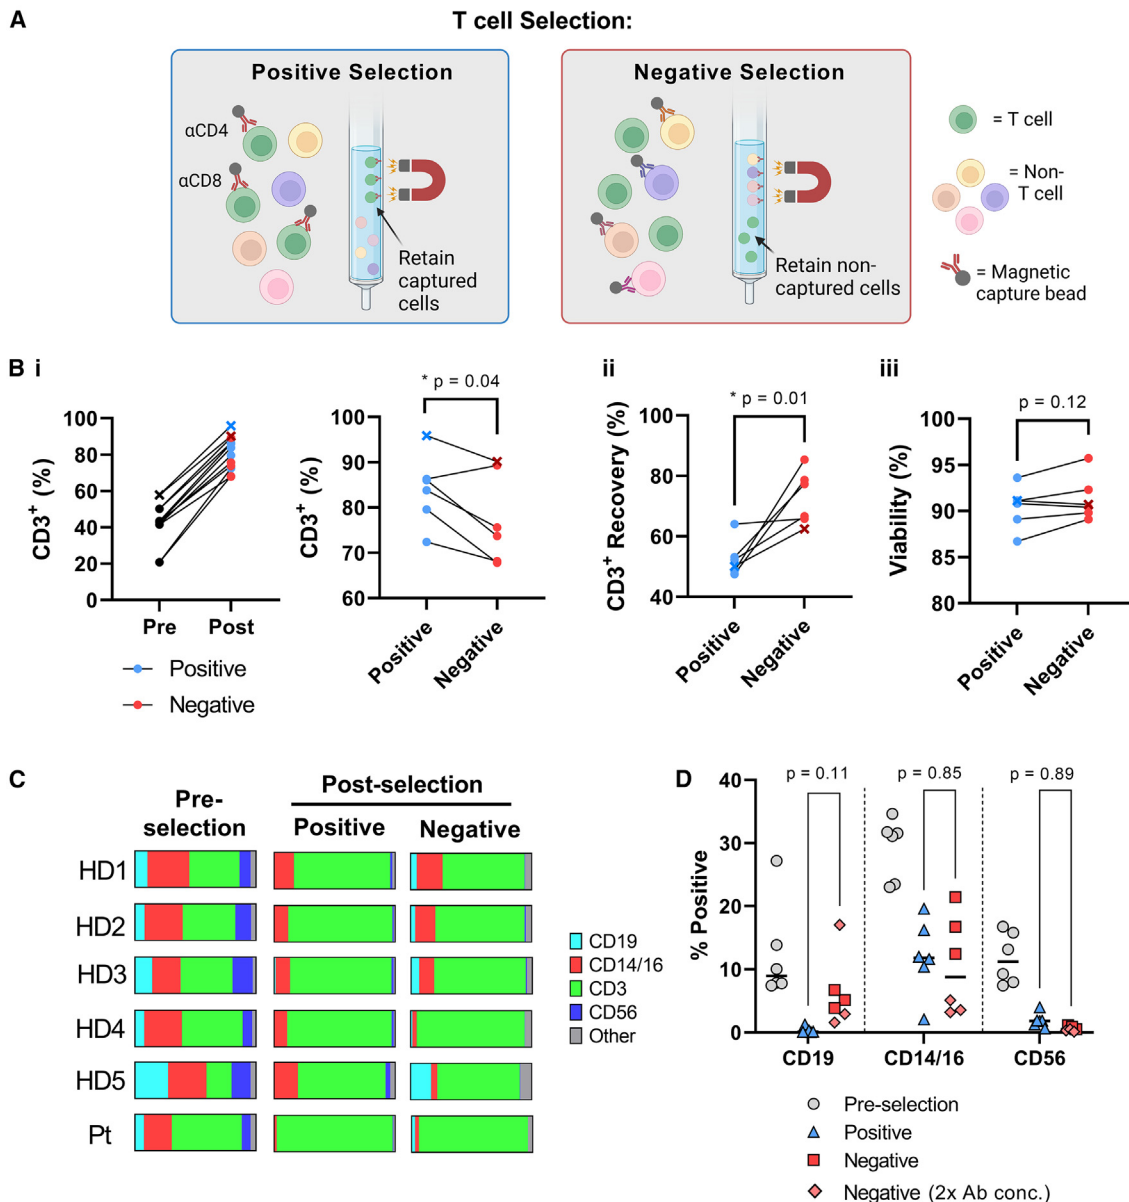 A
T cell Selection:
Positive Selection
αCD4
αCD8
Retain
captured
cells
Negative Selection
Retain non-
captured cells
= T cell
= Non-
T cell
= Magnetic
capture bead
B i
CD3+ (%)
100
80
60
40
20
0
Pre
Post
Positive
Negative
* p = 0.04
CD3+ (%)
100
90
80
70
60
Positive
Negative
ii
* p = 0.01
CD3+ Recovery (%)
100
80
60
40
Positive
Negative
iii
p = 0.12
Viability (%)
100
95
90
85
80
Positive
Negative
C
Pre-
selection
Post-selection
Positive
Negative
HD1
HD2
HD3
HD4
HD5
Pt
CD19
CD14/16
CD3
CD56
Other
D
p = 0.11
p = 0.85
p = 0.89
% Positive
40
30
20
10
0
CD19
CD14/16
CD56
Pre-selection
Positive
Negative
Negative (2x Ab conc.)